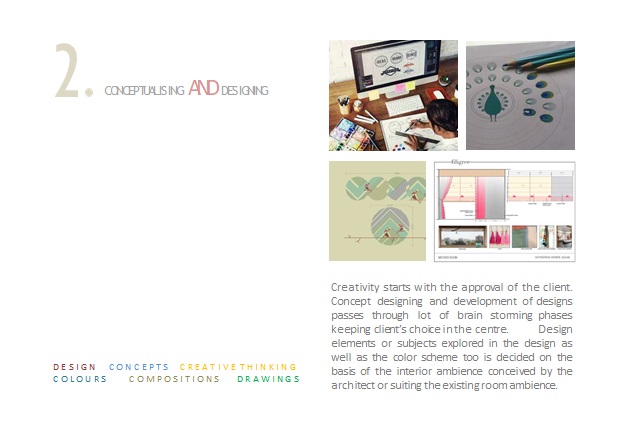 2.
CONCEPTUALISING AND DESIGNING
Filigree
Creativity starts with the approval of the client.
Concept designing and development of designs
passes through lot of brain storming phases
keeping client's choice in the centre. Design
elements or subjects explored in the design as
well as the color scheme too is decided on the
basis of the interior ambience conceived by the
architect or suiting the existing room ambience.
DESIGN CONCEPTS CREATIVE THINKING
COLOURS COMPOSITIONS DRAWINGS